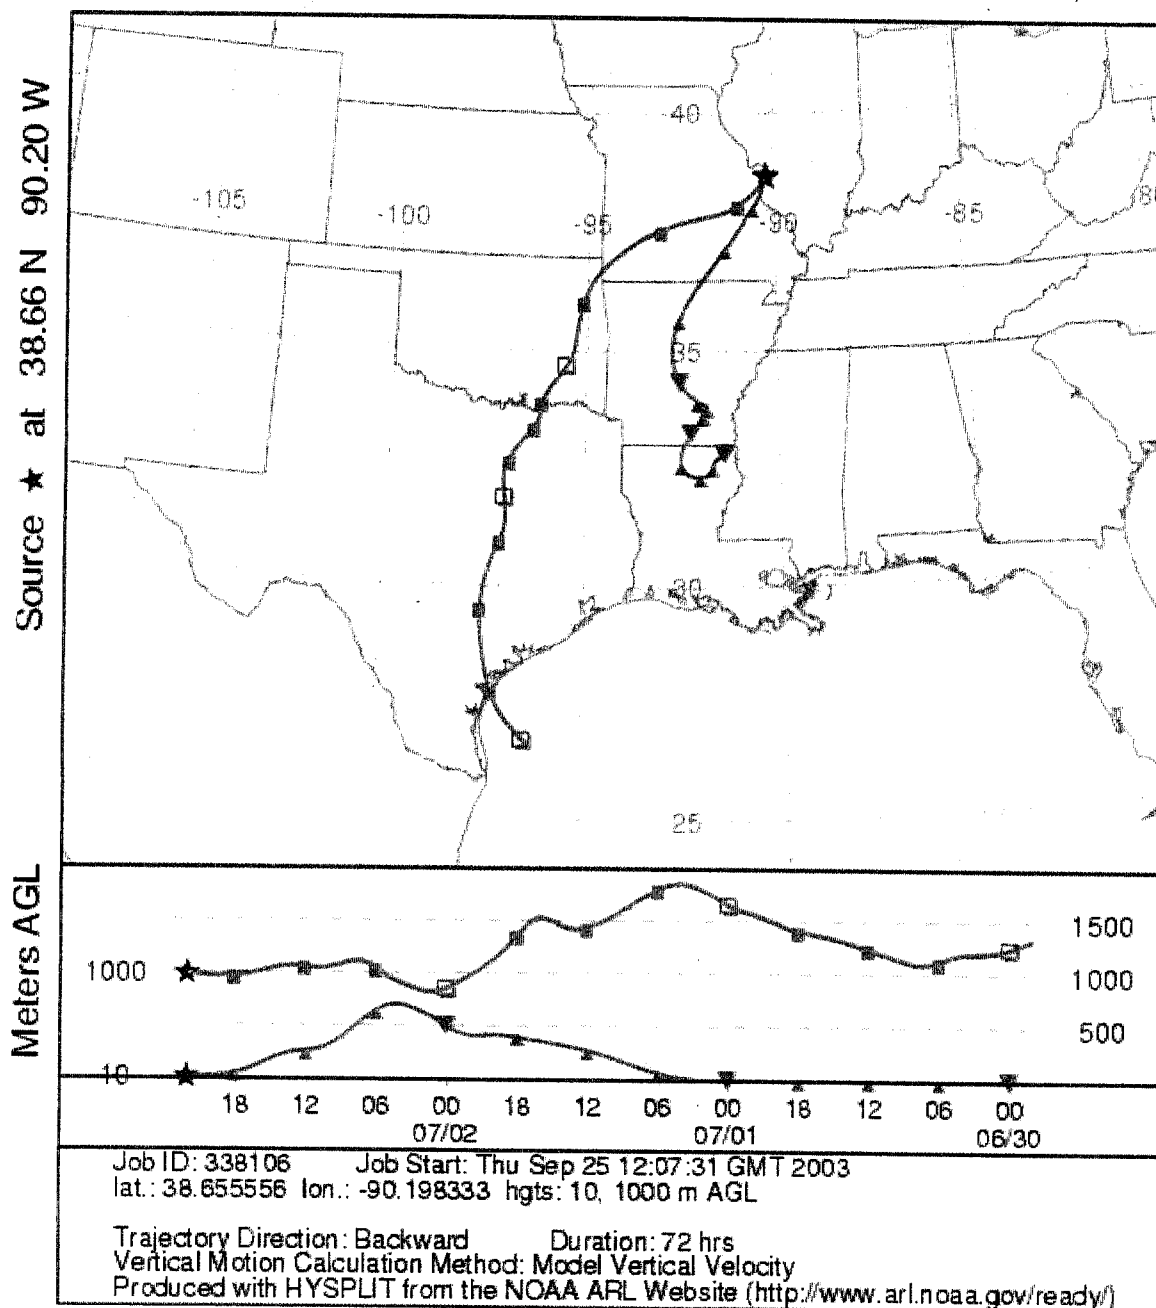 Source ★ at 38.66 N 90.20 W
40
-105
-100
-95
-90
-85
35
30
25
Meters AGL
1500
1000
1000
500
10
18 12 06 00 18 12 06 00 18 12 06 00
07/02 07/01 06/30
Job ID: 338106 Job Start: Thu Sep 25 12:07:31 GMT 2003
lat.: 38.655556 lon.: -90.198333 hgts: 10, 1000 m AGL
Trajectory Direction: Backward Duration: 72 hrs
Vertical Motion Calculation Method: Model Vertical Velocity
Produced with HYSPLIT from the NOAA ARL Website (http://www.arl.noaa.gov/ready/)